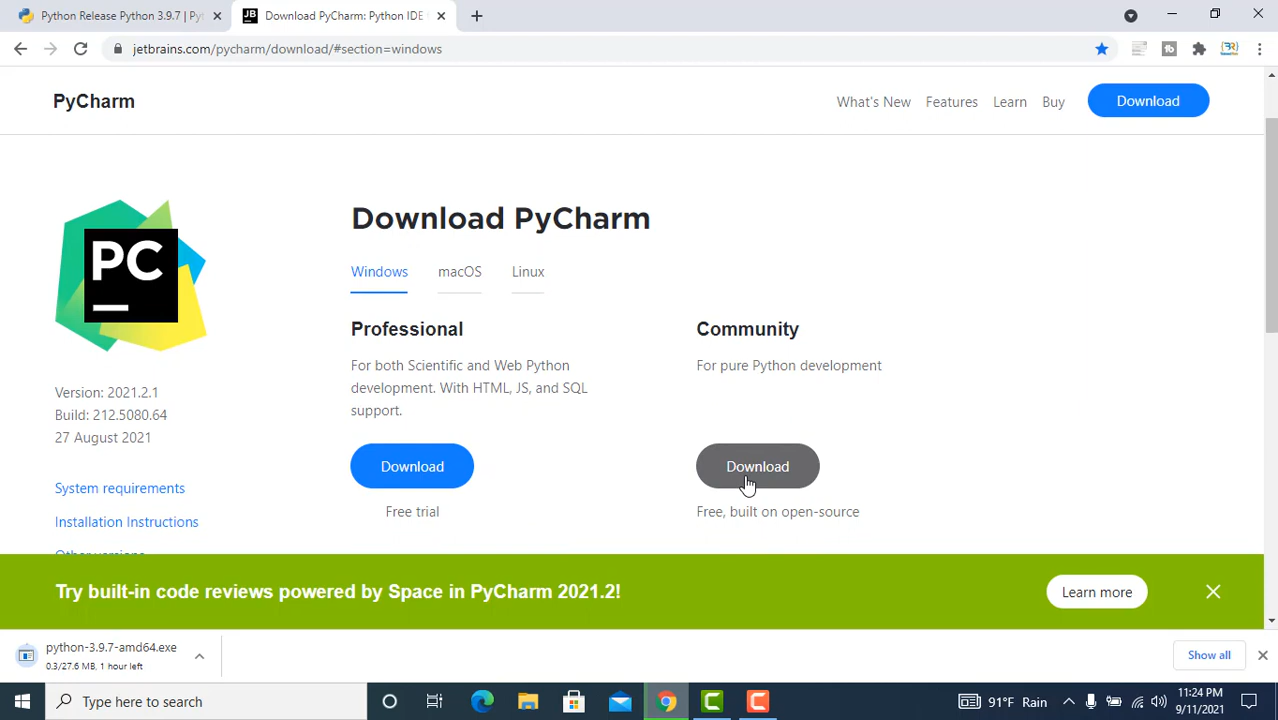 Python Release Python 3.9.7 | Pyt
Download PyCharm: Python IDE
jetbrains.com/pycharm/download/#section=windows
PyCharm
What's New
Features
Learn
Buy
Download
PC
Download PyCharm
Windows
macOS
Linux
Professional
For both Scientific and Web Python
development. With HTML, JS, and SQL
support.
Download
Free trial
Community
For pure Python development
Download
Free, built on open-source
Version: 2021.2.1
Build: 212.5080.64
27 August 2021
System requirements
Installation Instructions
Other versions
Try built-in code reviews powered by Space in PyCharm 2021.2!
Learn more
python-3.9.7-amd64.exe
0.3/27.6 MB, 1 hour left
Show all
Type here to search
91°F Rain
11:24 PM
9/11/2021